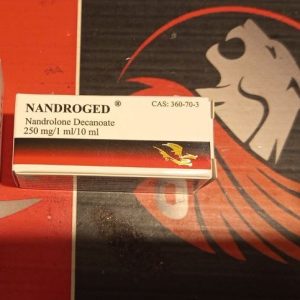 NANDROGED ®
CAS: 360-70-3
Nandrolone Decanoate
250 mg/1 ml/10 ml